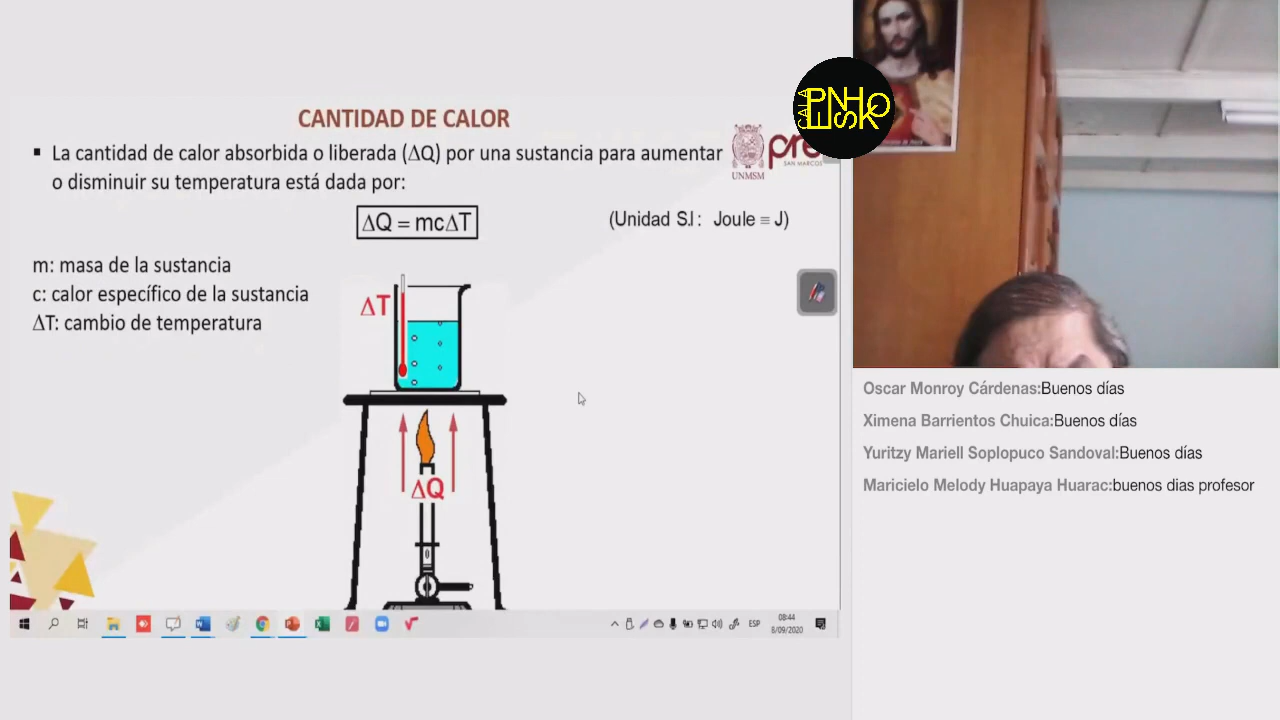 CANTIDAD DE CALOR
▪ La cantidad de calor absorbida o liberada (ΔQ) por una sustancia para aumentar
o disminuir su temperatura está dada por:
UNMSM
pre
SAN MARCOS
ΔQ = mcΔT
(Unidad S.I : Joule ≡ J)
m: masa de la sustancia
c: calor específico de la sustancia
ΔT: cambio de temperatura
ΔT
ΔQ
ESP
08:44
8/09/2020
Oscar Monroy Cárdenas:Buenos días
Ximena Barrientos Chuica:Buenos días
Yuritzy Mariell Soplopuco Sandoval:Buenos días
Maricielo Melody Huapaya Huarac:buenos dias profesor